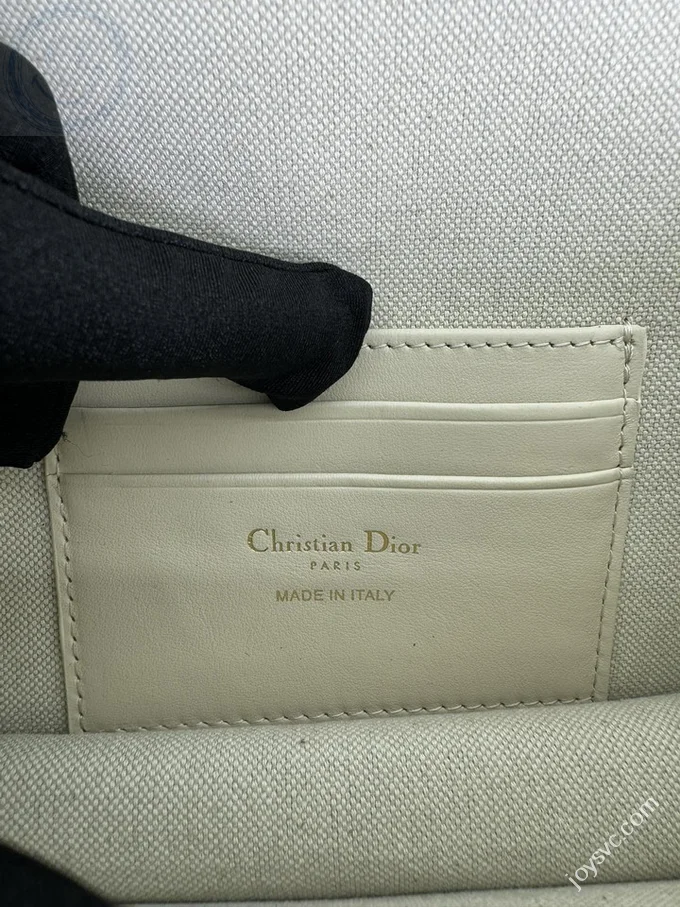 Christian Dior
PARIS
MADE IN ITALY
joysvc.com